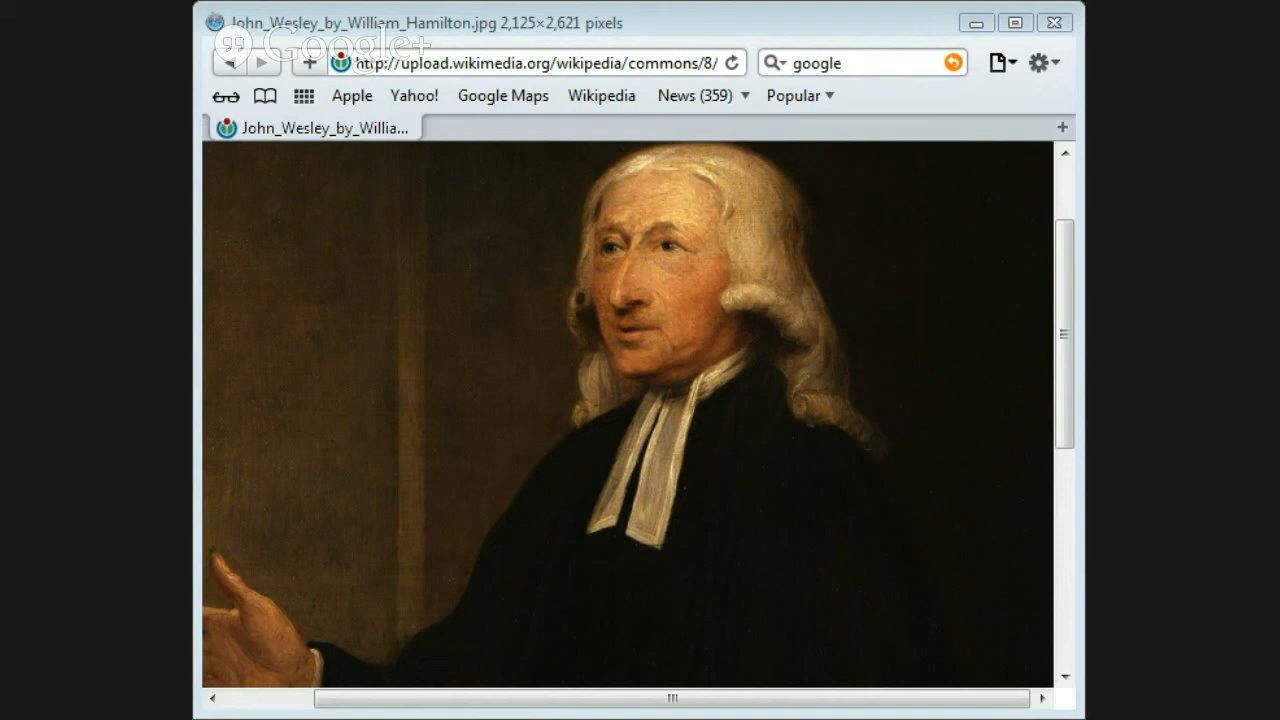 John_Wesley_by_William_Hamilton.jpg 2,125×2,621 pixels
Google+
http://upload.wikimedia.org/wikipedia/commons/8/
google
Apple Yahoo! Google Maps Wikipedia News (359) Popular
John_Wesley_by_Willia...